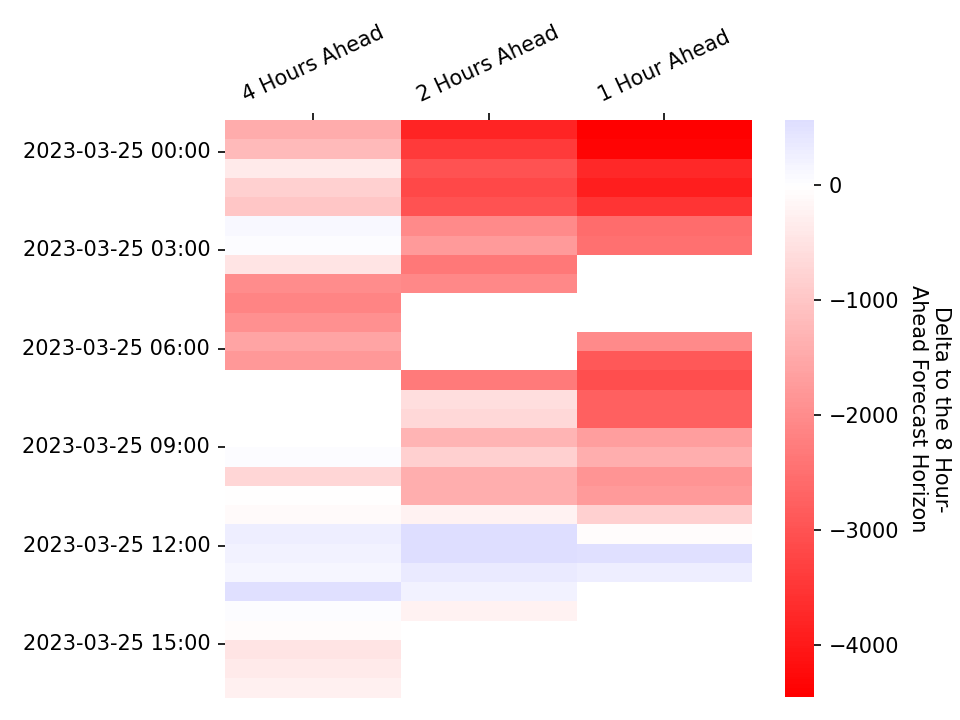 4 Hours Ahead
2 Hours Ahead
1 Hour Ahead
2023-03-25 00:00
2023-03-25 03:00
2023-03-25 06:00
2023-03-25 09:00
2023-03-25 12:00
2023-03-25 15:00
0
−1000
−2000
−3000
−4000
Delta to the 8 Hour-
Ahead Forecast Horizon